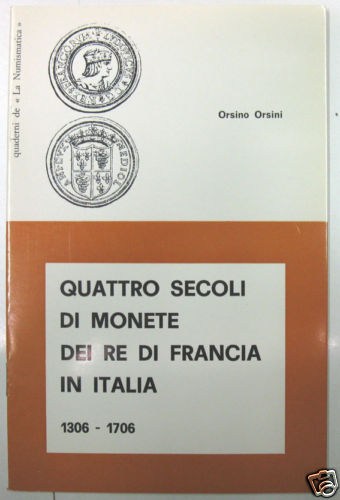 quaderni de « La Numismatica »
Orsino Orsini
QUATTRO SECOLI
DI MONETE
DEI RE DI FRANCIA
IN ITALIA
1306 - 1706